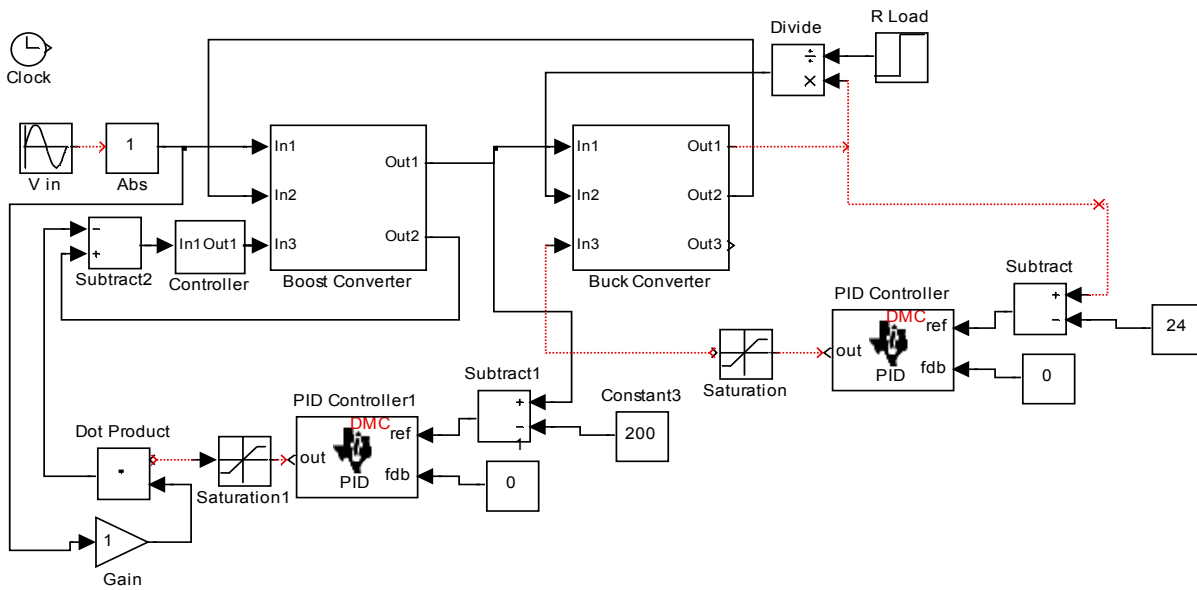 Clock
V in
1
Abs
Subtract2
−
+
In1 Out1
Controller
In1
In2
In3
Out1
Out2
Boost Converter
In1
In2
In3
Out1
Out2
Out3
Buck Converter
Divide
÷
×
R Load
Subtract
+
−
24
0
PID Controller
DMC
ref
fdb
out
PID
Saturation
Subtract1
+
−
1
Constant3
200
0
PID Controller1
DMC
ref
fdb
out
PID
Saturation1
Dot Product
1
Gain